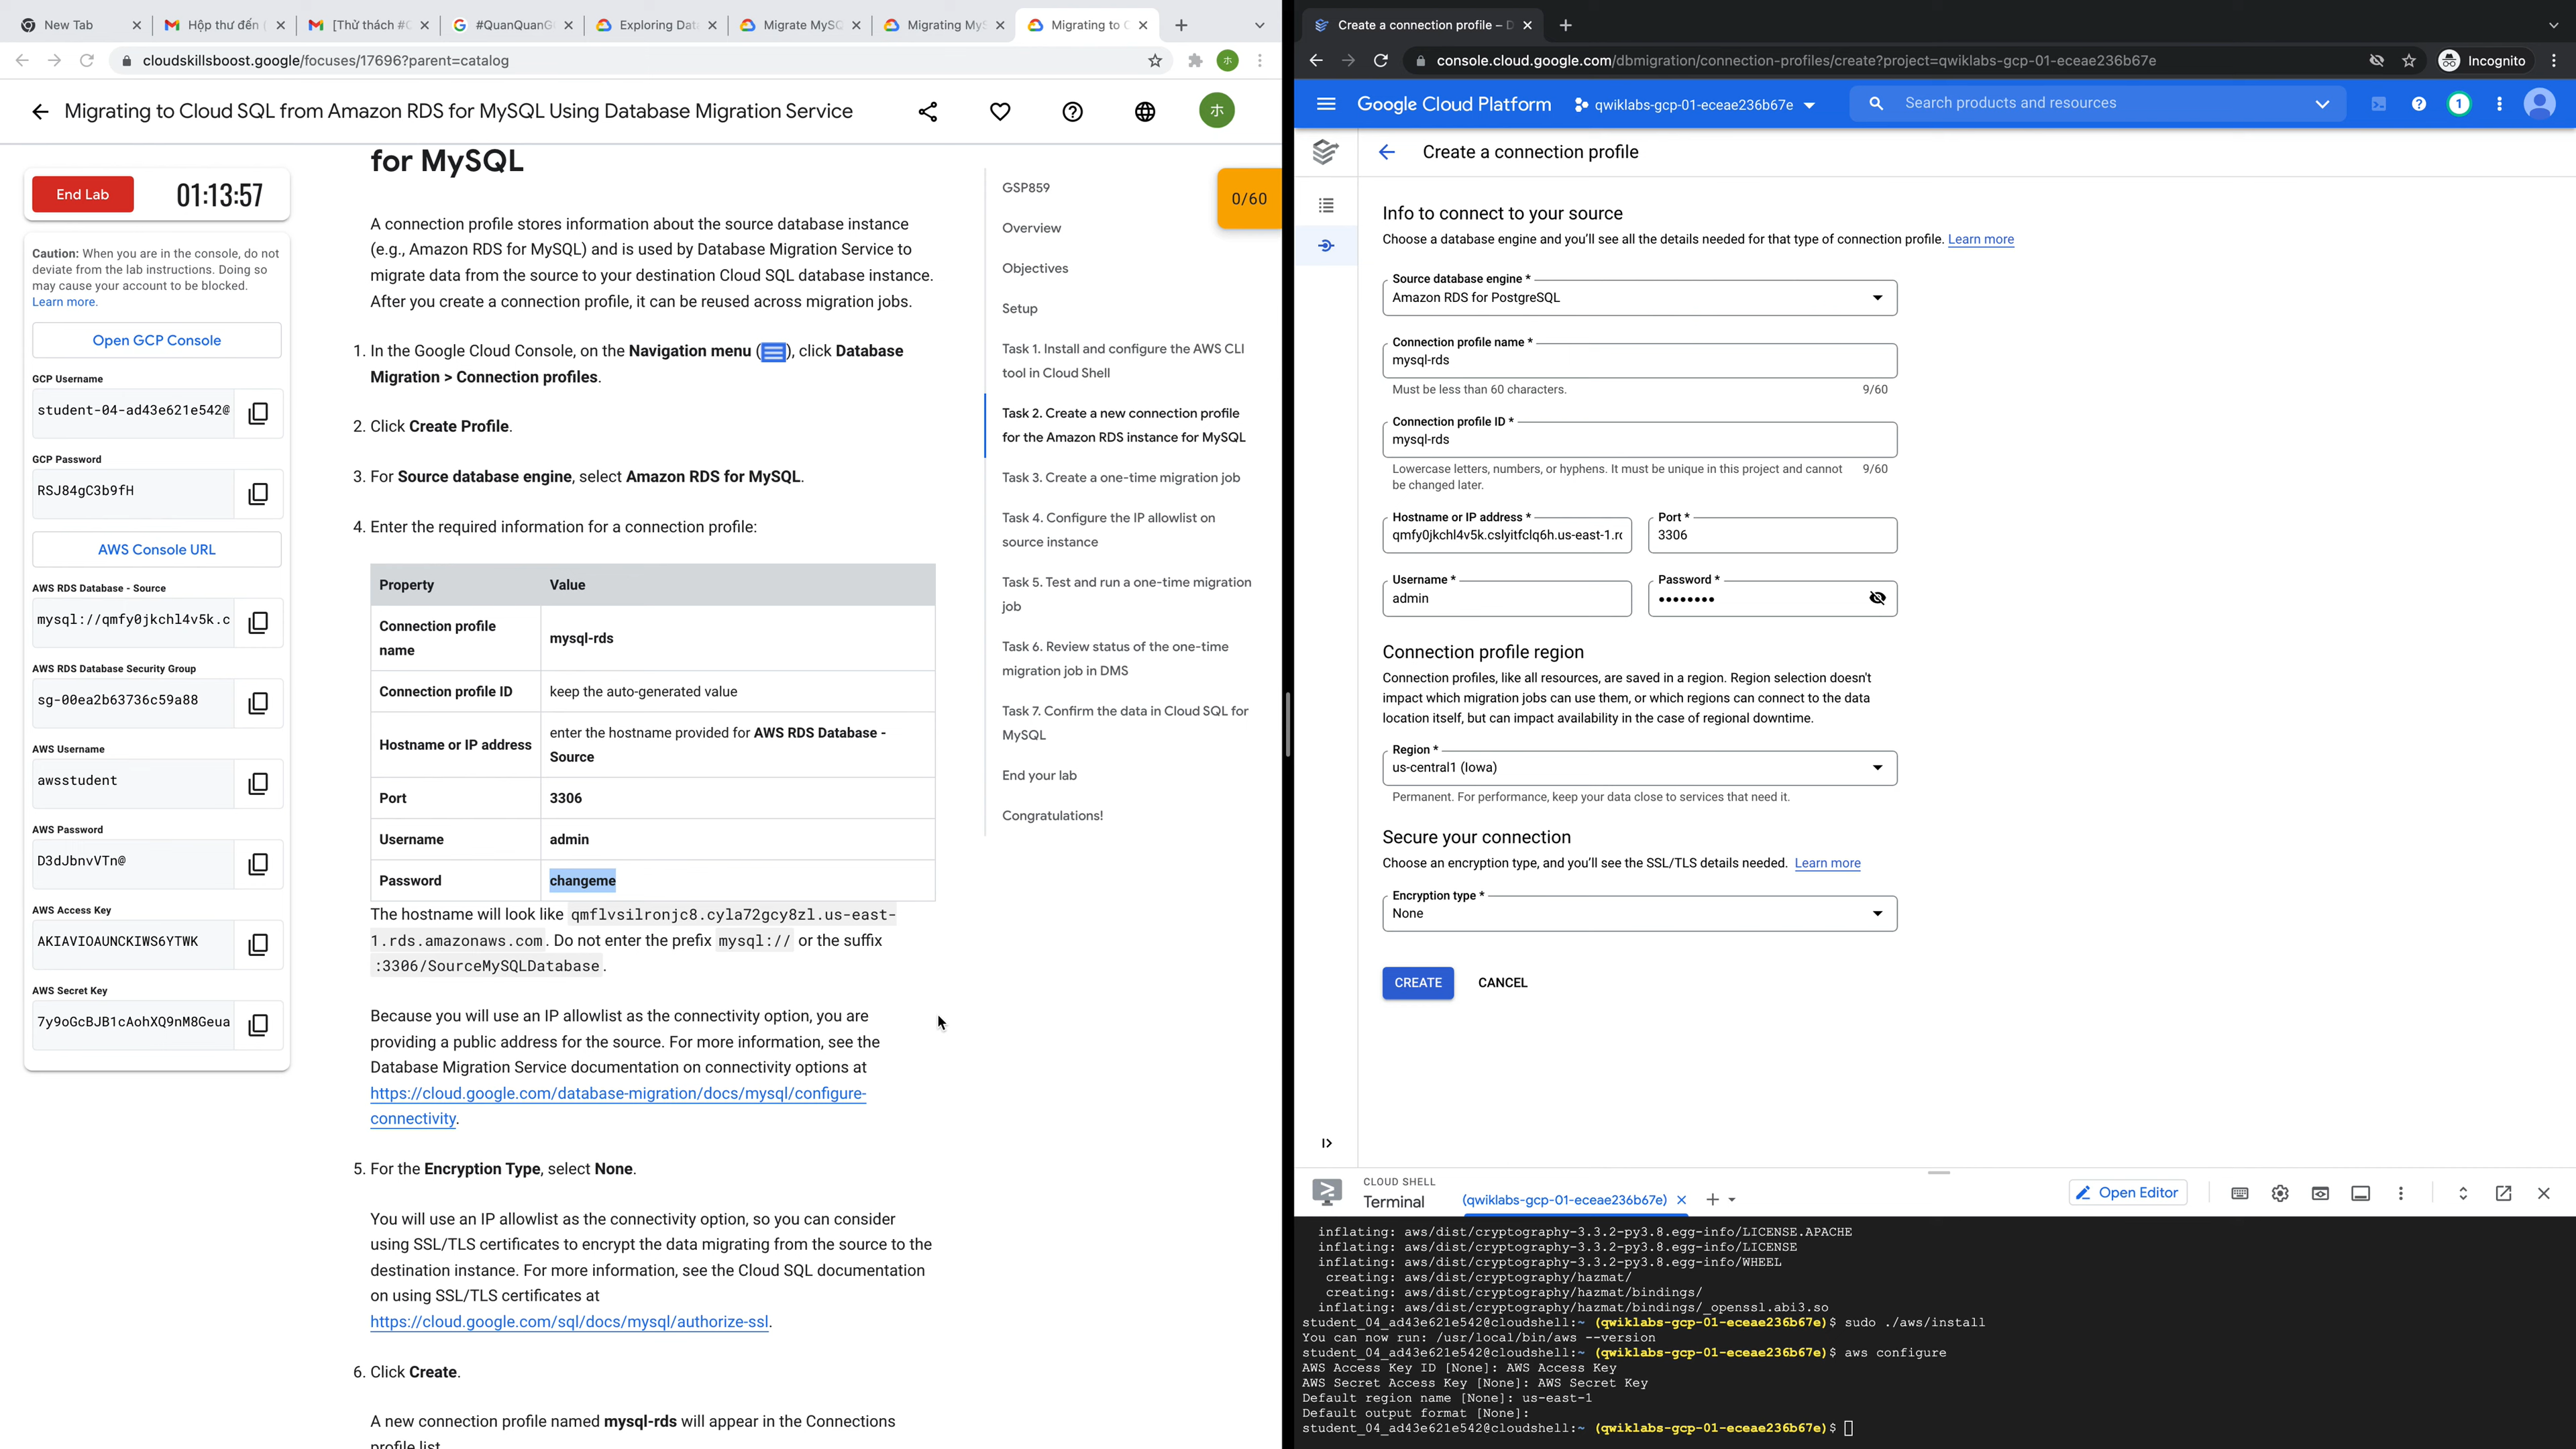 New Tab
Hộp thư đến (
[Thử thách #C
#QuanQuanG
Exploring Data
Migrate MySQ
Migrating MyS
Migrating to C
cloudskillsboost.google/focuses/17696?parent=catalog
Migrating to Cloud SQL from Amazon RDS for MySQL Using Database Migration Service
ホ
End Lab
01:13:57
Caution: When you are in the console, do not
deviate from the lab instructions. Doing so
may cause your account to be blocked.
Learn more.
Open GCP Console
GCP Username
student-04-ad43e621e542@
GCP Password
RSJ84gC3b9fH
AWS Console URL
AWS RDS Database - Source
mysql://qmfy0jkchl4v5k.c
AWS RDS Database Security Group
sg-00ea2b63736c59a88
AWS Username
awsstudent
AWS Password
D3dJbnvVTn@
AWS Access Key
AKIAVIOAUNCKIWS6YTWK
AWS Secret Key
7y9oGcBJB1cAohXQ9nM8Geua
for MySQL
A connection profile stores information about the source database instance
(e.g., Amazon RDS for MySQL) and is used by Database Migration Service to
migrate data from the source to your destination Cloud SQL database instance.
After you create a connection profile, it can be reused across migration jobs.
1. In the Google Cloud Console, on the Navigation menu ( ), click Database
Migration > Connection profiles.
2. Click Create Profile.
3. For Source database engine, select Amazon RDS for MySQL.
4. Enter the required information for a connection profile:
Property Value
Connection profile name mysql-rds
Connection profile ID keep the auto-generated value
Hostname or IP address enter the hostname provided for AWS RDS Database - Source
Port 3306
Username admin
Password changeme
The hostname will look like qmflvsilronjc8.cyla72gcy8zl.us-east-
1.rds.amazonaws.com. Do not enter the prefix mysql:// or the suffix
:3306/SourceMySQLDatabase.
Because you will use an IP allowlist as the connectivity option, you are
providing a public address for the source. For more information, see the
Database Migration Service documentation on connectivity options at
https://cloud.google.com/database-migration/docs/mysql/configure-
connectivity.
5. For the Encryption Type, select None.
You will use an IP allowlist as the connectivity option, so you can consider
using SSL/TLS certificates to encrypt the data migrating from the source to the
destination instance. For more information, see the Cloud SQL documentation
on using SSL/TLS certificates at
https://cloud.google.com/sql/docs/mysql/authorize-ssl.
6. Click Create.
A new connection profile named mysql-rds will appear in the Connections
profile list.
0/60
GSP859
Overview
Objectives
Setup
Task 1. Install and configure the AWS CLI
tool in Cloud Shell
Task 2. Create a new connection profile
for the Amazon RDS instance for MySQL
Task 3. Create a one-time migration job
Task 4. Configure the IP allowlist on
source instance
Task 5. Test and run a one-time migration
job
Task 6. Review status of the one-time
migration job in DMS
Task 7. Confirm the data in Cloud SQL for
MySQL
End your lab
Congratulations!
Create a connection profile – D
console.cloud.google.com/dbmigration/connection-profiles/create?project=qwiklabs-gcp-01-eceae236b67e
Incognito
Google Cloud Platform
qwiklabs-gcp-01-eceae236b67e
Search products and resources
1
Create a connection profile
Info to connect to your source
Choose a database engine and you'll see all the details needed for that type of connection profile. Learn more
Source database engine *
Amazon RDS for PostgreSQL
Connection profile name *
mysql-rds
Must be less than 60 characters. 9/60
Connection profile ID *
mysql-rds
Lowercase letters, numbers, or hyphens. It must be unique in this project and cannot 9/60
be changed later.
Hostname or IP address * Port *
qmfy0jkchl4v5k.cslyitfclq6h.us-east-1.rc 3306
Username * Password *
admin ••••••••
Connection profile region
Connection profiles, like all resources, are saved in a region. Region selection doesn't
impact which migration jobs can use them, or which regions can connect to the data
location itself, but can impact availability in the case of regional downtime.
Region *
us-central1 (Iowa)
Permanent. For performance, keep your data close to services that need it.
Secure your connection
Choose an encryption type, and you'll see the SSL/TLS details needed. Learn more
Encryption type *
None
CREATE CANCEL
CLOUD SHELL
Terminal
(qwiklabs-gcp-01-eceae236b67e)
Open Editor
inflating: aws/dist/cryptography-3.3.2-py3.8.egg-info/LICENSE.APACHE
inflating: aws/dist/cryptography-3.3.2-py3.8.egg-info/LICENSE
inflating: aws/dist/cryptography-3.3.2-py3.8.egg-info/WHEEL
creating: aws/dist/cryptography/hazmat/
creating: aws/dist/cryptography/hazmat/bindings/
inflating: aws/dist/cryptography/hazmat/bindings/_openssl.abi3.so
student_04_ad43e621e542@cloudshell:~ (qwiklabs-gcp-01-eceae236b67e)$ sudo ./aws/install
You can now run: /usr/local/bin/aws --version
student_04_ad43e621e542@cloudshell:~ (qwiklabs-gcp-01-eceae236b67e)$ aws configure
AWS Access Key ID [None]: AWS Access Key
AWS Secret Access Key [None]: AWS Secret Key
Default region name [None]: us-east-1
Default output format [None]:
student_04_ad43e621e542@cloudshell:~ (qwiklabs-gcp-01-eceae236b67e)$